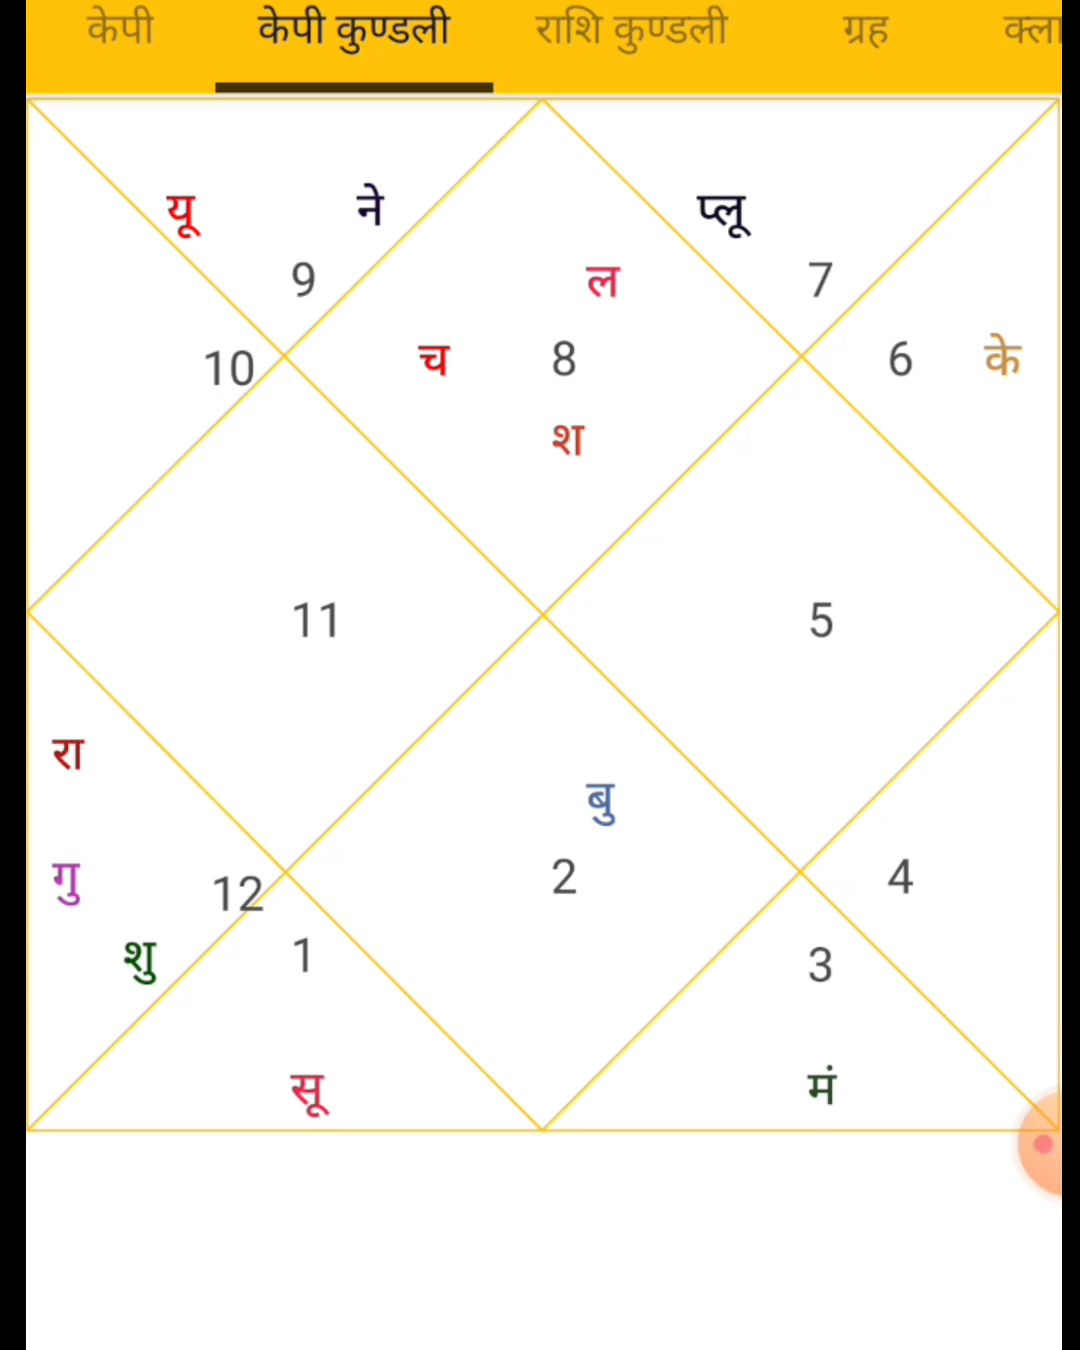 केपी केपी कुण्डली राशि कुण्डली ग्रह क्ला
यू ने प्लू
9 ल 7
10 च 8 6 के
श
11 5
रा
बु
गु 12 2 4
शु 1 3
सू मं